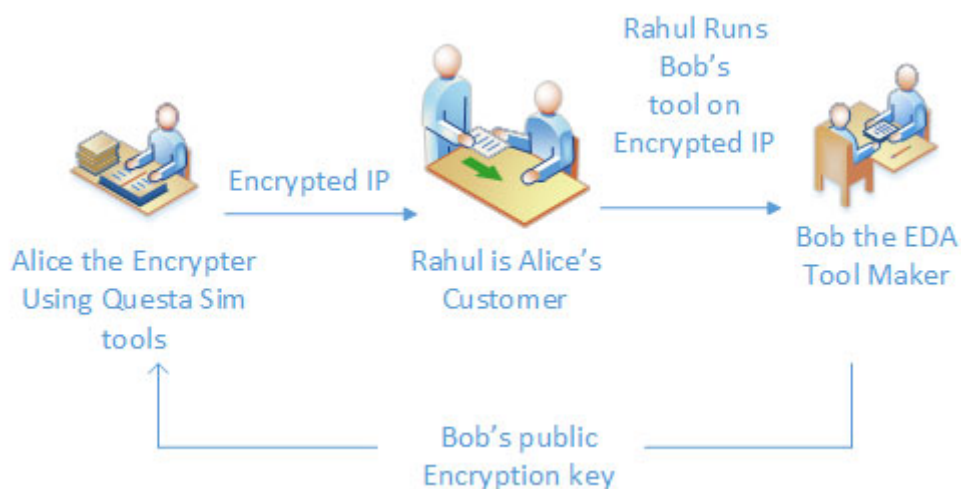 Rahul Runs
Bob's
tool on
Encrypted IP
Encrypted IP
Alice the Encrypter
Using Questa Sim
tools
Rahul is Alice's
Customer
Bob the EDA
Tool Maker
Bob's public
Encryption key